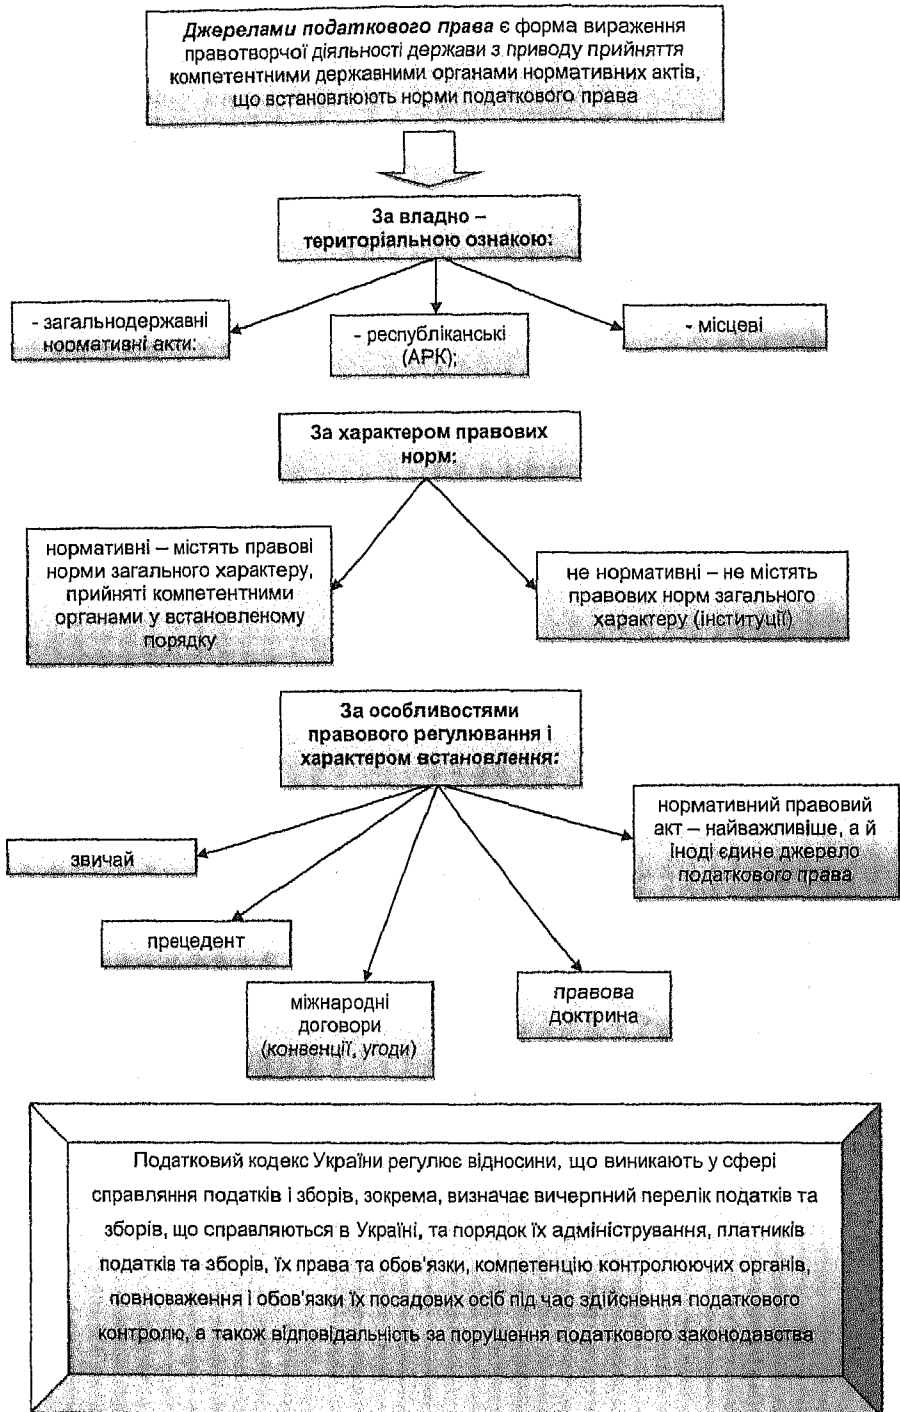 Джерелами податкового права є форма вираження
правотворчої діяльності держави з приводу прийняття
компетентними державними органами нормативних актів,
що встановлюють норми податкового права
За владно –
територіальною ознакою:
- загальнодержавні
нормативні акти:
- республіканські
(АРК);
- місцеві
За характером правових
норм:
нормативні – містять правові
норми загального характеру,
прийняті компетентними
органами у встановленому
порядку
не нормативні – не містять
правових норм загального
характеру (інституції)
За особливостями
правового регулювання і
характером встановлення:
нормативний правовий
акт – найважливіше, а й
іноді єдине джерело
податкового права
звичай
прецедент
міжнародні
договори
(конвенції, угоди)
правова
доктрина
Податковий кодекс України регулює відносини, що виникають у сфері
справляння податків і зборів, зокрема, визначає вичерпний перелік податків та
зборів, що справляються в Україні, та порядок їх адміністрування, платників
податків та зборів, їх права та обов'язки, компетенцію контролюючих органів,
повноваження і обов'язки їх посадових осіб під час здійснення податкового
контролю, а також відповідальність за порушення податкового законодавства